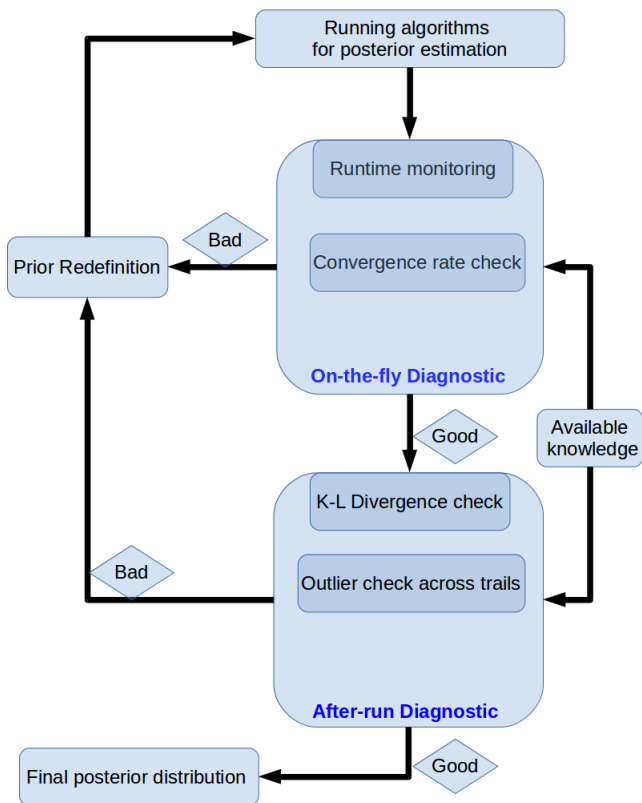 Running algorithms
for posterior estimation
Runtime monitoring
Bad
Prior Redefinition
Convergence rate check
On-the-fly Diagnostic
Good
Available
knowledge
K-L Divergence check
Bad
Outlier check across trails
After-run Diagnostic
Good
Final posterior distribution